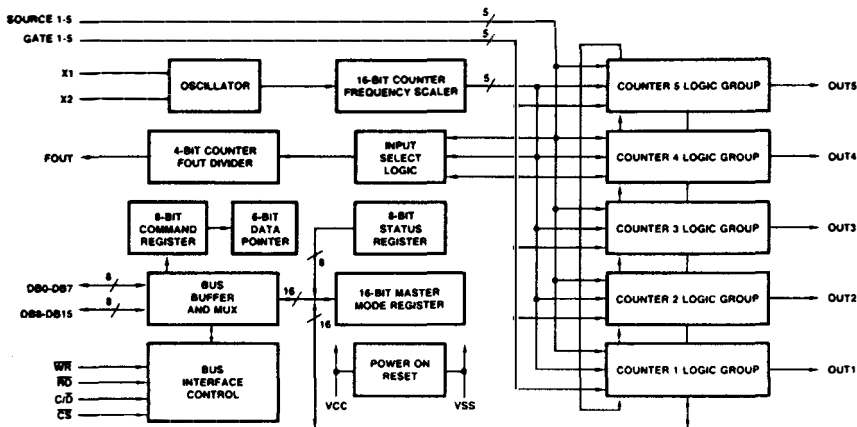 SOURCE 1-5
5
GATE 1-5
5
X1
X2
OSCILLATOR
16-BIT COUNTER
FREQUENCY SCALER
5
COUNTER 5 LOGIC GROUP
OUT5
FOUT
4-BIT COUNTER
FOUT DIVIDER
INPUT
SELECT
LOGIC
COUNTER 4 LOGIC GROUP
OUT4
8-BIT
COMMAND
REGISTER
6-BIT
DATA
POINTER
8-BIT
STATUS
REGISTER
COUNTER 3 LOGIC GROUP
OUT3
8
DB0-DB7
8
DB8-DB15
8
BUS
BUFFER
AND MUX
16
16-BIT MASTER
MODE REGISTER
16
COUNTER 2 LOGIC GROUP
OUT2
WR
RD
C/D
CS
BUS
INTERFACE
CONTROL
POWER ON
RESET
VCC
VSS
COUNTER 1 LOGIC GROUP
OUT1